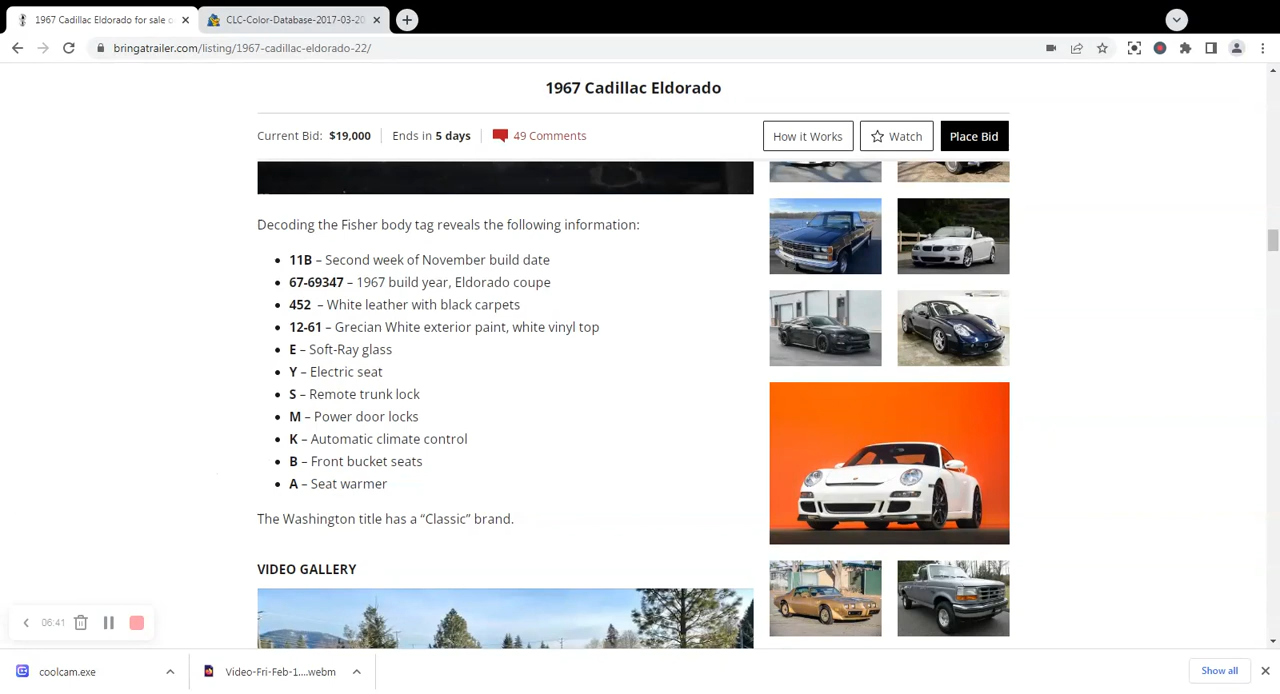 1967 Cadillac Eldorado for sale o
CLC-Color-Database-2017-03-20
bringatrailer.com/listing/1967-cadillac-eldorado-22/
1967 Cadillac Eldorado
Current Bid: $19,000
Ends in 5 days
49 Comments
How it Works
Watch
Place Bid
Decoding the Fisher body tag reveals the following information:
11B – Second week of November build date
67-69347 – 1967 build year, Eldorado coupe
452 – White leather with black carpets
12-61 – Grecian White exterior paint, white vinyl top
E – Soft-Ray glass
Y – Electric seat
S – Remote trunk lock
M – Power door locks
K – Automatic climate control
B – Front bucket seats
A – Seat warmer
The Washington title has a “Classic” brand.
VIDEO GALLERY
06:41
coolcam.exe
Video-Fri-Feb-1....webm
Show all